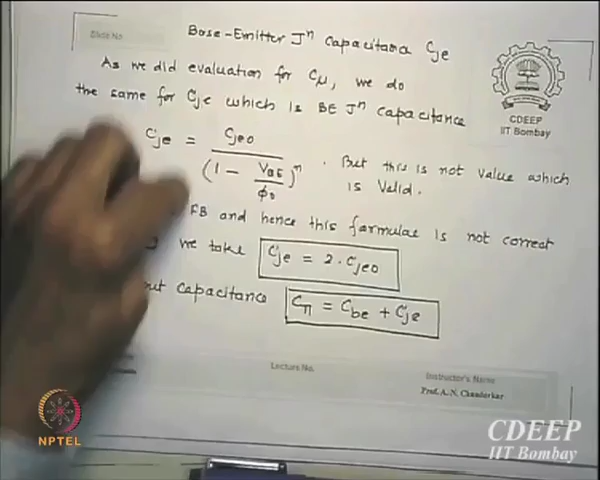 Slide No
Base-Emitter Jⁿ Capacitance Cje
As we did evaluation for Cμ, we do
the same for Cje which is BE Jⁿ capacitance
Cje = Cjeo / (1 - VBE/φo)ⁿ . But this is not value which
is Valid.
FB and hence this formulae is not correct
we take Cje = 2 · Cjeo
Capacitance Cπ = Cbe + Cje
Lecture No.
Instructor's Name
Prof. A. N. Chandorkar
CDEEP
IIT Bombay
NPTEL
CDEEP
IIT Bombay